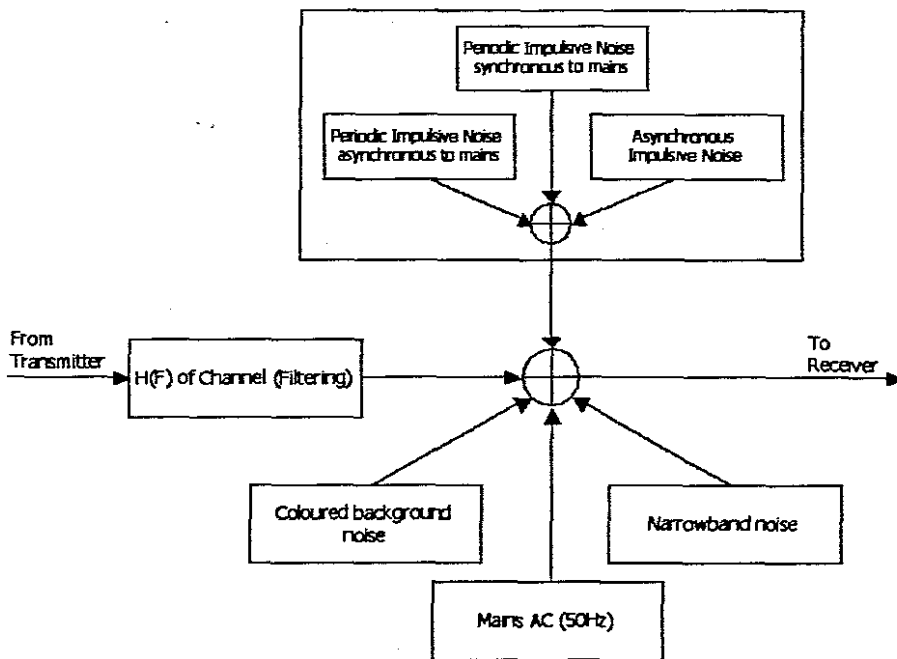 Periodic Impulsive Noise
synchronous to mains
Periodic Impulsive Noise
asynchronous to mains
Asynchronous
Impulsive Noise
From
Transmitter
H(F) of Channel (Filtering)
To
Recever
Coloured background
noise
Narrowband noise
Mains AC (50Hz)